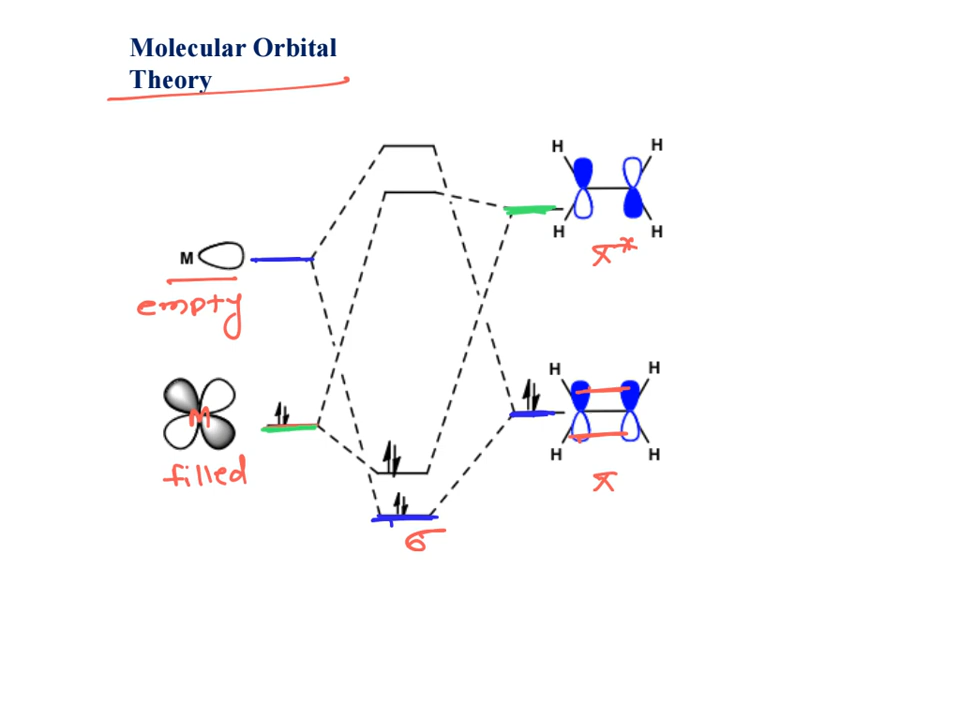 Molecular Orbital
Theory
H H
H H
π*
M
empty
H H
M
H H
filled
π
σ